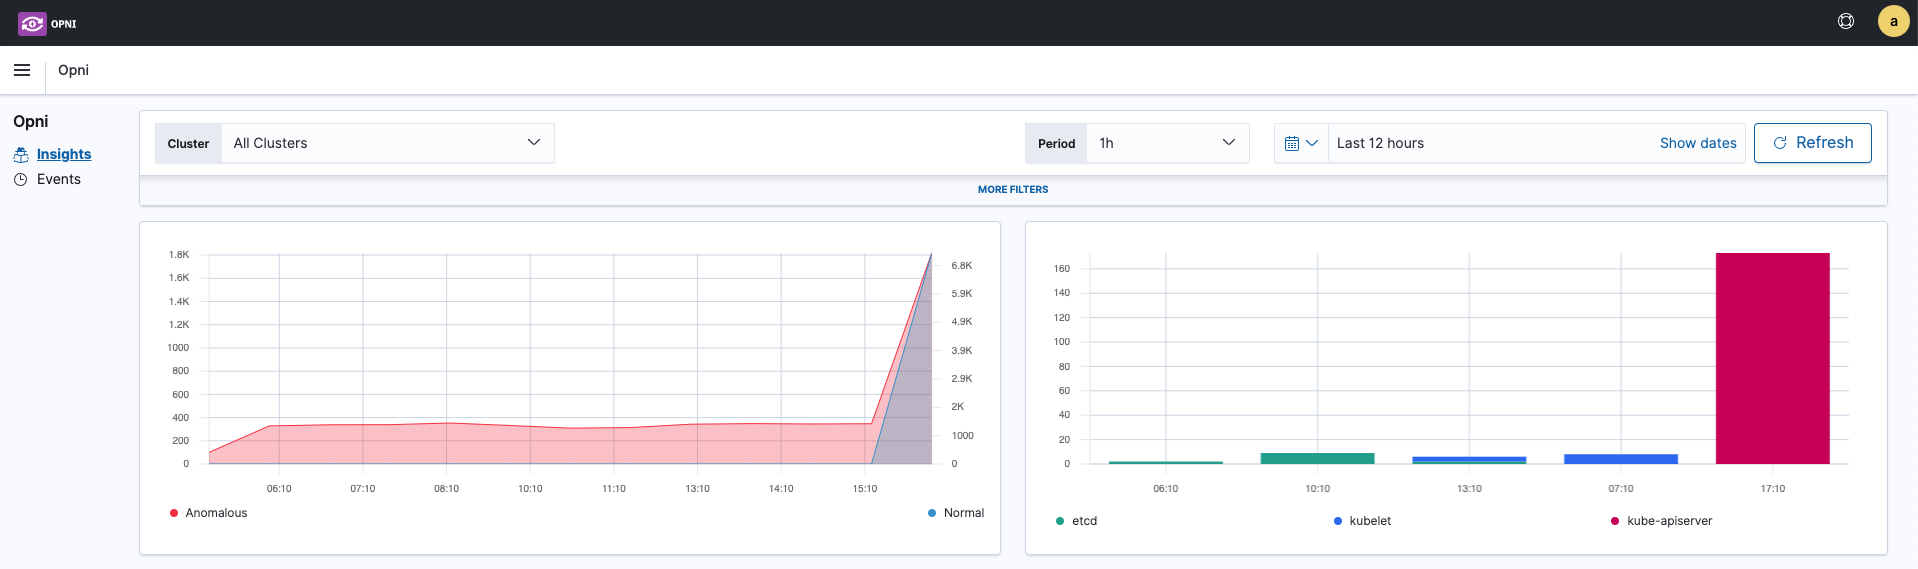 OPNI
a
Opni
Opni
Insights
Events
Cluster All Clusters
Period 1h
Last 12 hours Show dates
Refresh
MORE FILTERS
1.8K
1.6K
1.4K
1.2K
1000
800
600
400
200
0
6.8K
5.9K
4.9K
3.9K
2.9K
2K
1000
0
06:10 07:10 08:10 10:10 11:10 13:10 14:10 15:10
Anomalous Normal
160
140
120
100
80
60
40
20
0
06:10 10:10 13:10 07:10 17:10
etcd kubelet kube-apiserver